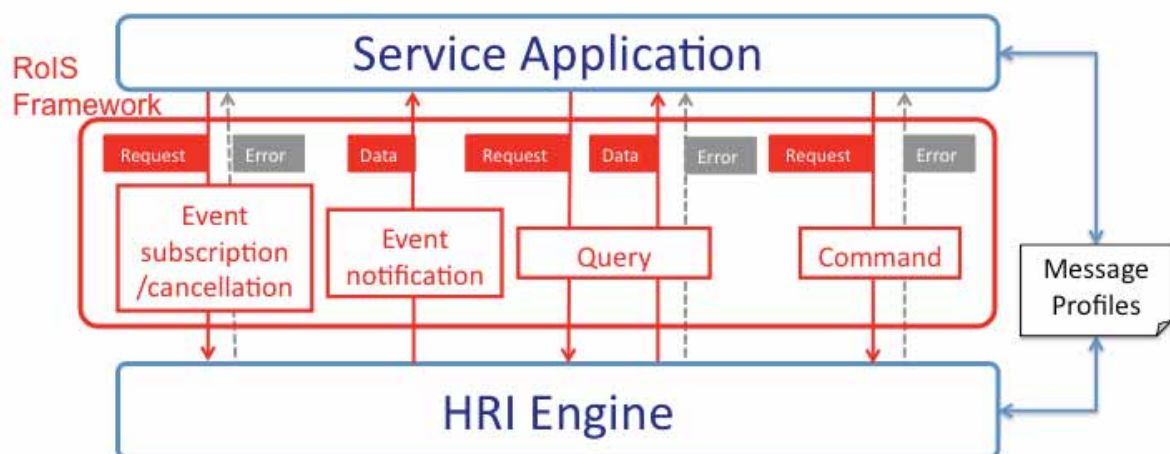 Service Application
RoIS
Framework
Request
Error
Data
Request
Data
Error
Request
Error
Event
subscription
/cancellation
Event
notification
Query
Command
Message
Profiles
HRI Engine